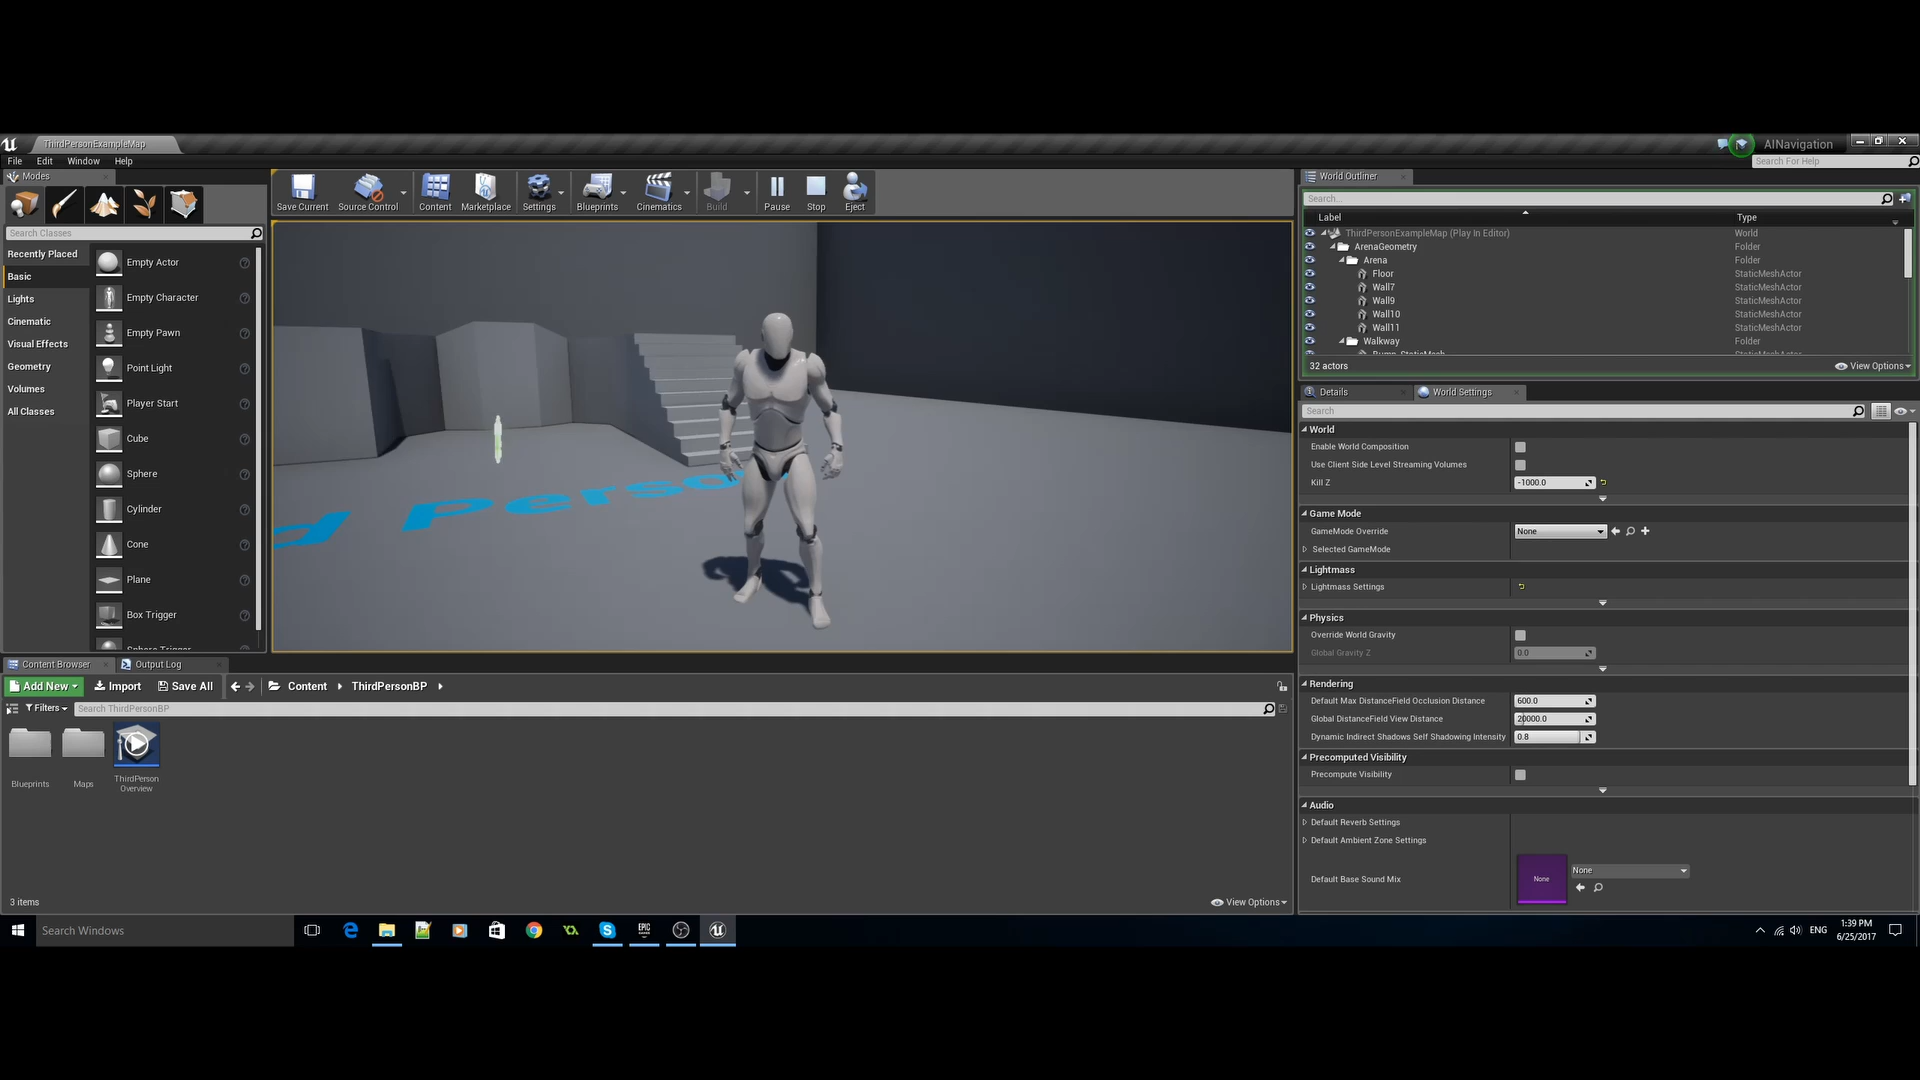 ThirdPersonExampleMap
AINavigation
File Edit Window Help
Search For Help
Modes
Search Classes
Recently Placed
Basic
Lights
Cinematic
Visual Effects
Geometry
Volumes
All Classes
Empty Actor
Empty Character
Empty Pawn
Point Light
Player Start
Cube
Sphere
Cylinder
Cone
Plane
Box Trigger
Sphere Trigger
Save Current Source Control Content Marketplace Settings Blueprints Cinematics Build Pause Stop Eject
d Perso
World Outliner
Search...
Label Type
ThirdPersonExampleMap (Play In Editor) World
ArenaGeometry Folder
Arena Folder
Floor StaticMeshActor
Wall7 StaticMeshActor
Wall9 StaticMeshActor
Wall10 StaticMeshActor
Wall11 StaticMeshActor
Walkway Folder
Bump_StaticMesh StaticMeshActor
32 actors View Options
Details World Settings
Search
World
Enable World Composition
Use Client Side Level Streaming Volumes
Kill Z -1000.0
Game Mode
GameMode Override None
Selected GameMode
Lightmass
Lightmass Settings
Physics
Override World Gravity
Global Gravity Z 0.0
Rendering
Default Max DistanceField Occlusion Distance 600.0
Global DistanceField View Distance 20000.0
Dynamic Indirect Shadows Self Shadowing Intensity 0.8
Precomputed Visibility
Precompute Visibility
Audio
Default Reverb Settings
Default Ambient Zone Settings
Default Base Sound Mix None None
Content Browser Output Log
Add New Import Save All Content ThirdPersonBP
Filters Search ThirdPersonBP
Blueprints
Maps
ThirdPerson
Overview
3 items View Options
Search Windows
EPIC
ENG
1:39 PM
6/25/2017